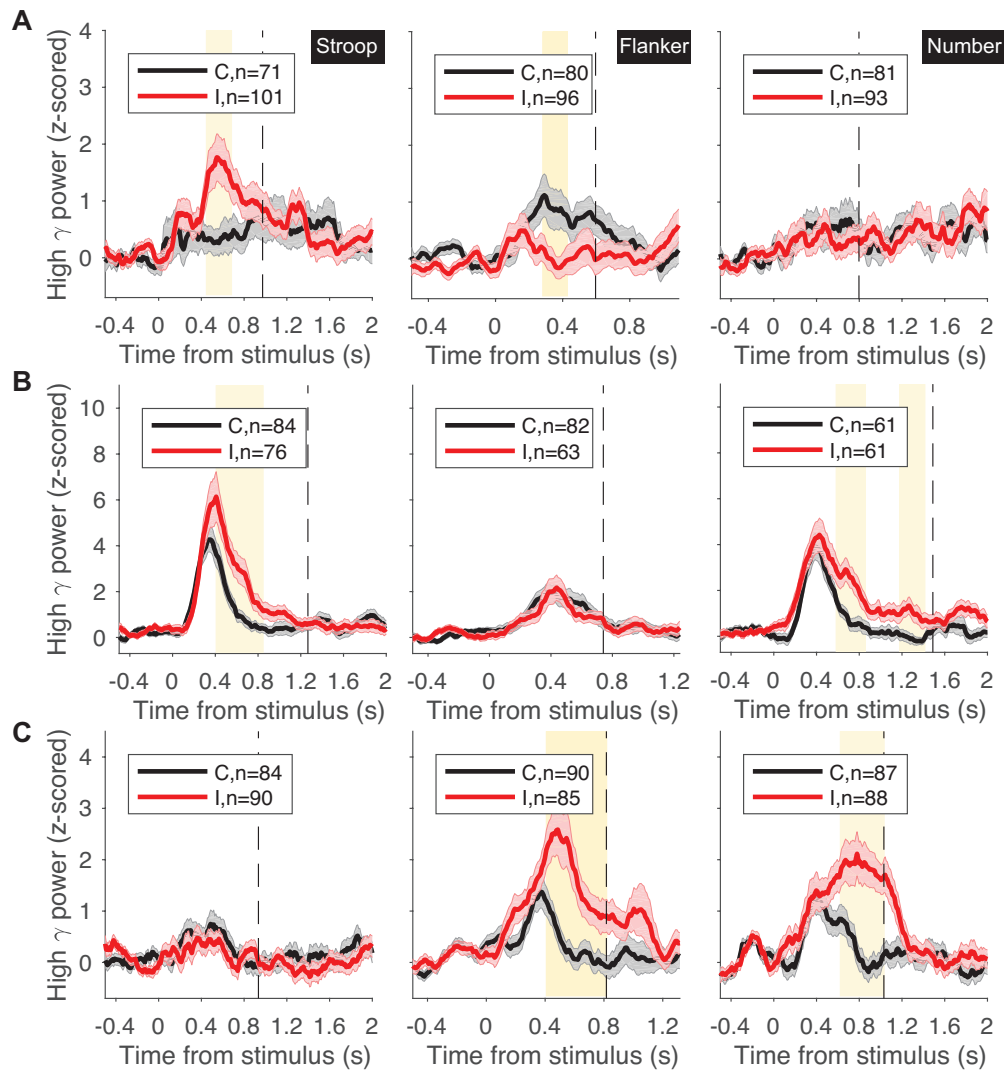 A
Stroop
Flanker
Number
High γ power (z-scored)
4
3
2
1
0
C,n=71
I,n=101
C,n=80
I,n=96
C,n=81
I,n=93
-0.4 0 0.4 0.8 1.2 1.6 2
-0.4 0 0.4 0.8
-0.4 0 0.4 0.8 1.2 1.6 2
Time from stimulus (s)
Time from stimulus (s)
Time from stimulus (s)
B
High γ power (z-scored)
10
8
6
4
2
0
C,n=84
I,n=76
C,n=82
I,n=63
C,n=61
I,n=61
-0.4 0 0.4 0.8 1.2 1.6 2
-0.4 0 0.4 0.8 1.2
-0.4 0 0.4 0.8 1.2 1.6 2
Time from stimulus (s)
Time from stimulus (s)
Time from stimulus (s)
C
High γ power (z-scored)
4
3
2
1
0
C,n=84
I,n=90
C,n=90
I,n=85
C,n=87
I,n=88
-0.4 0 0.4 0.8 1.2 1.6 2
-0.4 0 0.4 0.8 1.2
-0.4 0 0.4 0.8 1.2 1.6 2
Time from stimulus (s)
Time from stimulus (s)
Time from stimulus (s)